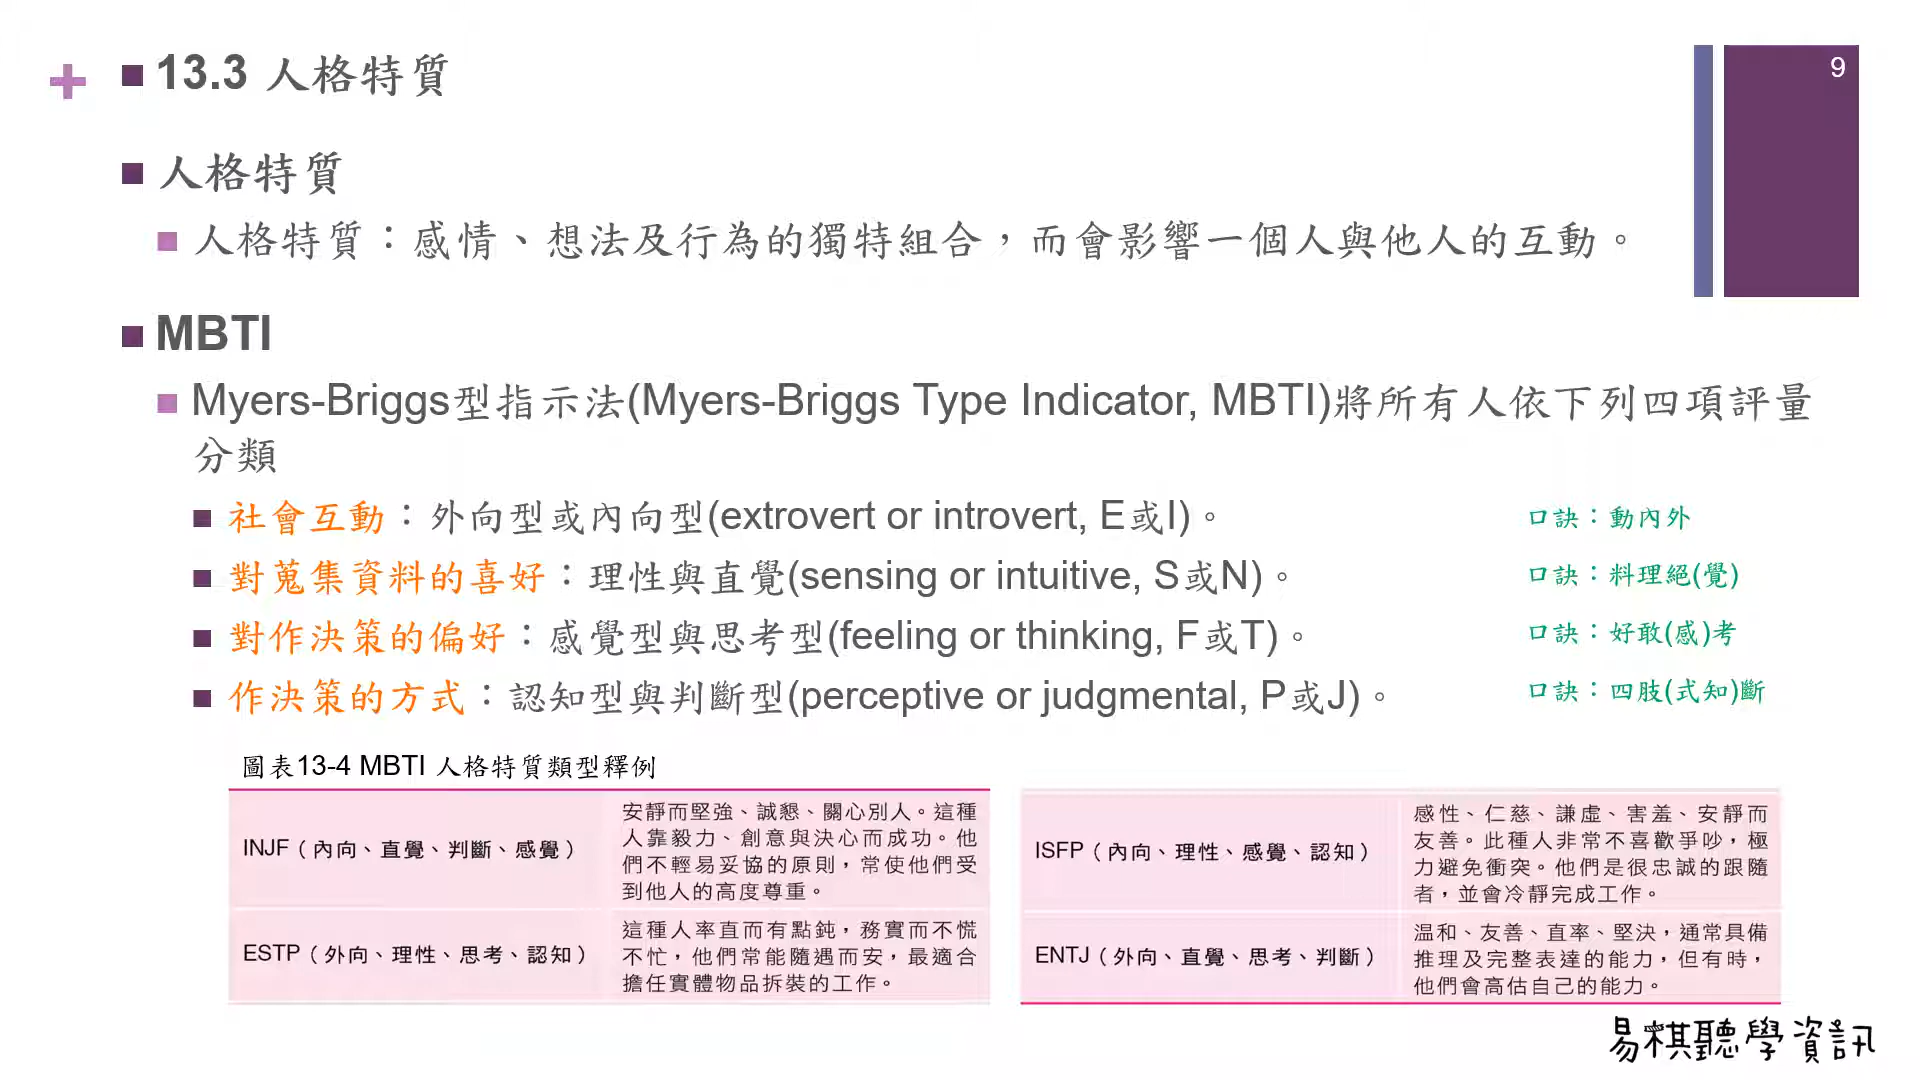 13.3 人格特質
9
人格特質
人格特質：感情、想法及行為的獨特組合，而會影響一個人與他人的互動。
MBTI
Myers-Briggs型指示法(Myers-Briggs Type Indicator, MBTI)將所有人依下列四項評量
分類
社會互動：外向型或內向型(extrovert or introvert, E或I)。
口訣：動內外
對蒐集資料的喜好：理性與直覺(sensing or intuitive, S或N)。
口訣：料理絕(覺)
對作決策的偏好：感覺型與思考型(feeling or thinking, F或T)。
口訣：好敢(感)考
作決策的方式：認知型與判斷型(perceptive or judgmental, P或J)。
口訣：四肢(式知)斷
圖表13-4 MBTI 人格特質類型釋例
INJF（內向、直覺、判斷、感覺）
安靜而堅強、誠懇、關心別人。這種
人靠毅力、創意與決心而成功。他
們不輕易妥協的原則，常使他們受
到他人的高度尊重。
ESTP（外向、理性、思考、認知）
這種人率直而有點鈍，務實而不慌
不忙，他們常能隨遇而安，最適合
擔任實體物品拆裝的工作。
ISFP（內向、理性、感覺、認知）
感性、仁慈、謙虛、害羞、安靜而
友善。此種人非常不喜歡爭吵，極
力避免衝突。他們是很忠誠的跟隨
者，並會冷靜完成工作。
ENTJ（外向、直覺、思考、判斷）
温和、友善、直率、堅決，通常具備
推理及完整表達的能力，但有時，
他們會高估自己的能力。
易棋聽學資訊